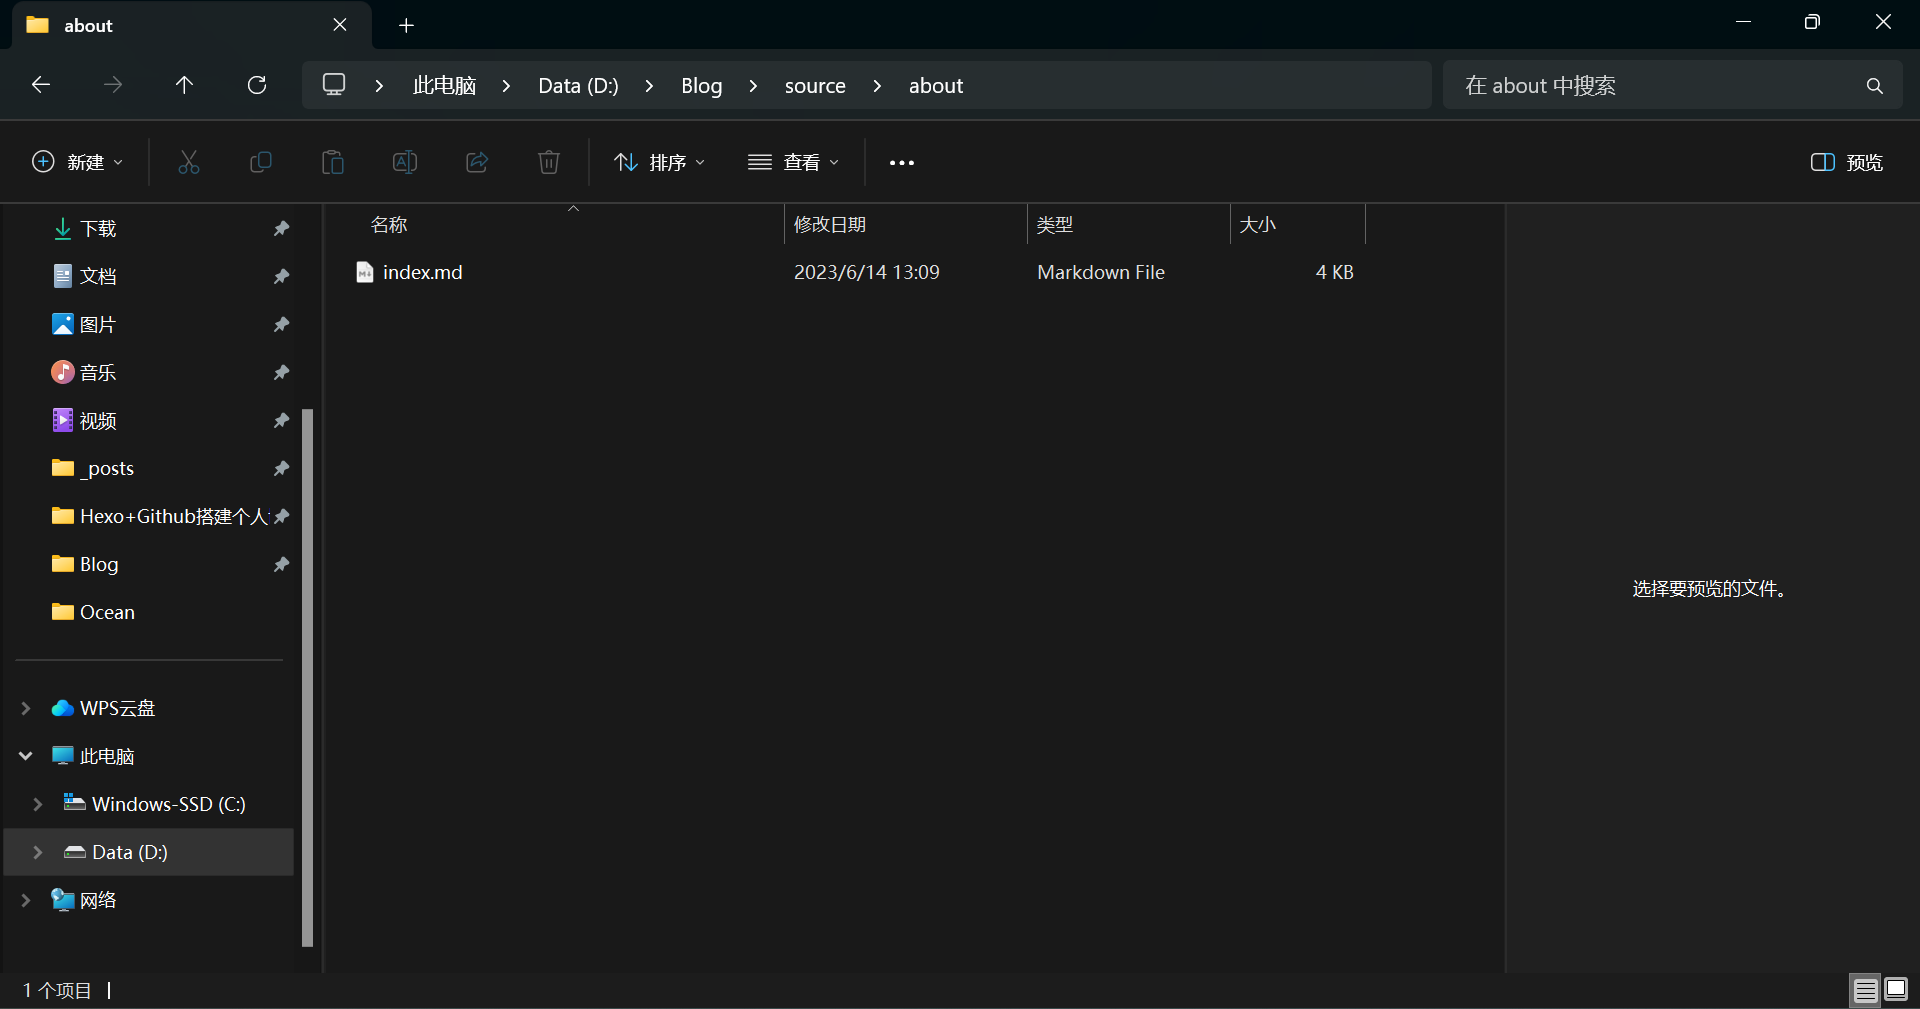 about
此电脑 Data (D:) Blog source about
在 about 中搜索
新建 排序 查看 预览
名称 修改日期 类型 大小
index.md 2023/6/14 13:09 Markdown File 4 KB
下载
文档
图片
音乐
视频
_posts
Hexo+Github搭建个人
Blog
Ocean
WPS云盘
此电脑
Windows-SSD (C:)
Data (D:)
网络
选择要预览的文件。
1 个项目